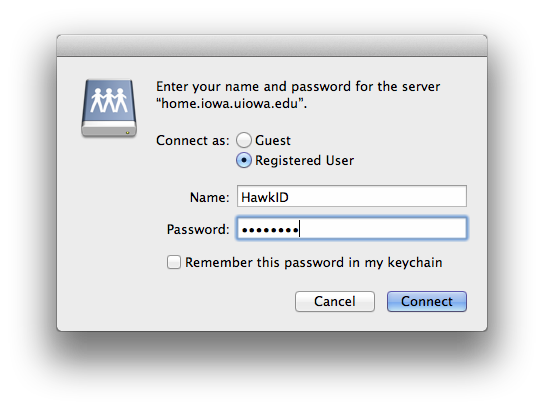 Enter your name and password for the server
“home.iowa.uiowa.edu”.
Connect as: Guest
Registered User
Name: HawkID
Password: ••••••••
Remember this password in my keychain
Cancel Connect